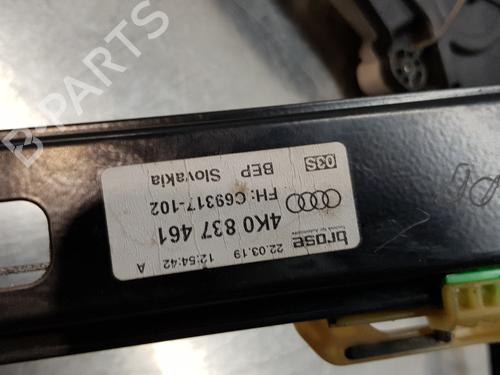 brose
22.03.19 12:54:42 A
4K0 837 461
FH: C69317-102
BEP Slovakia
03S
B-PARTS